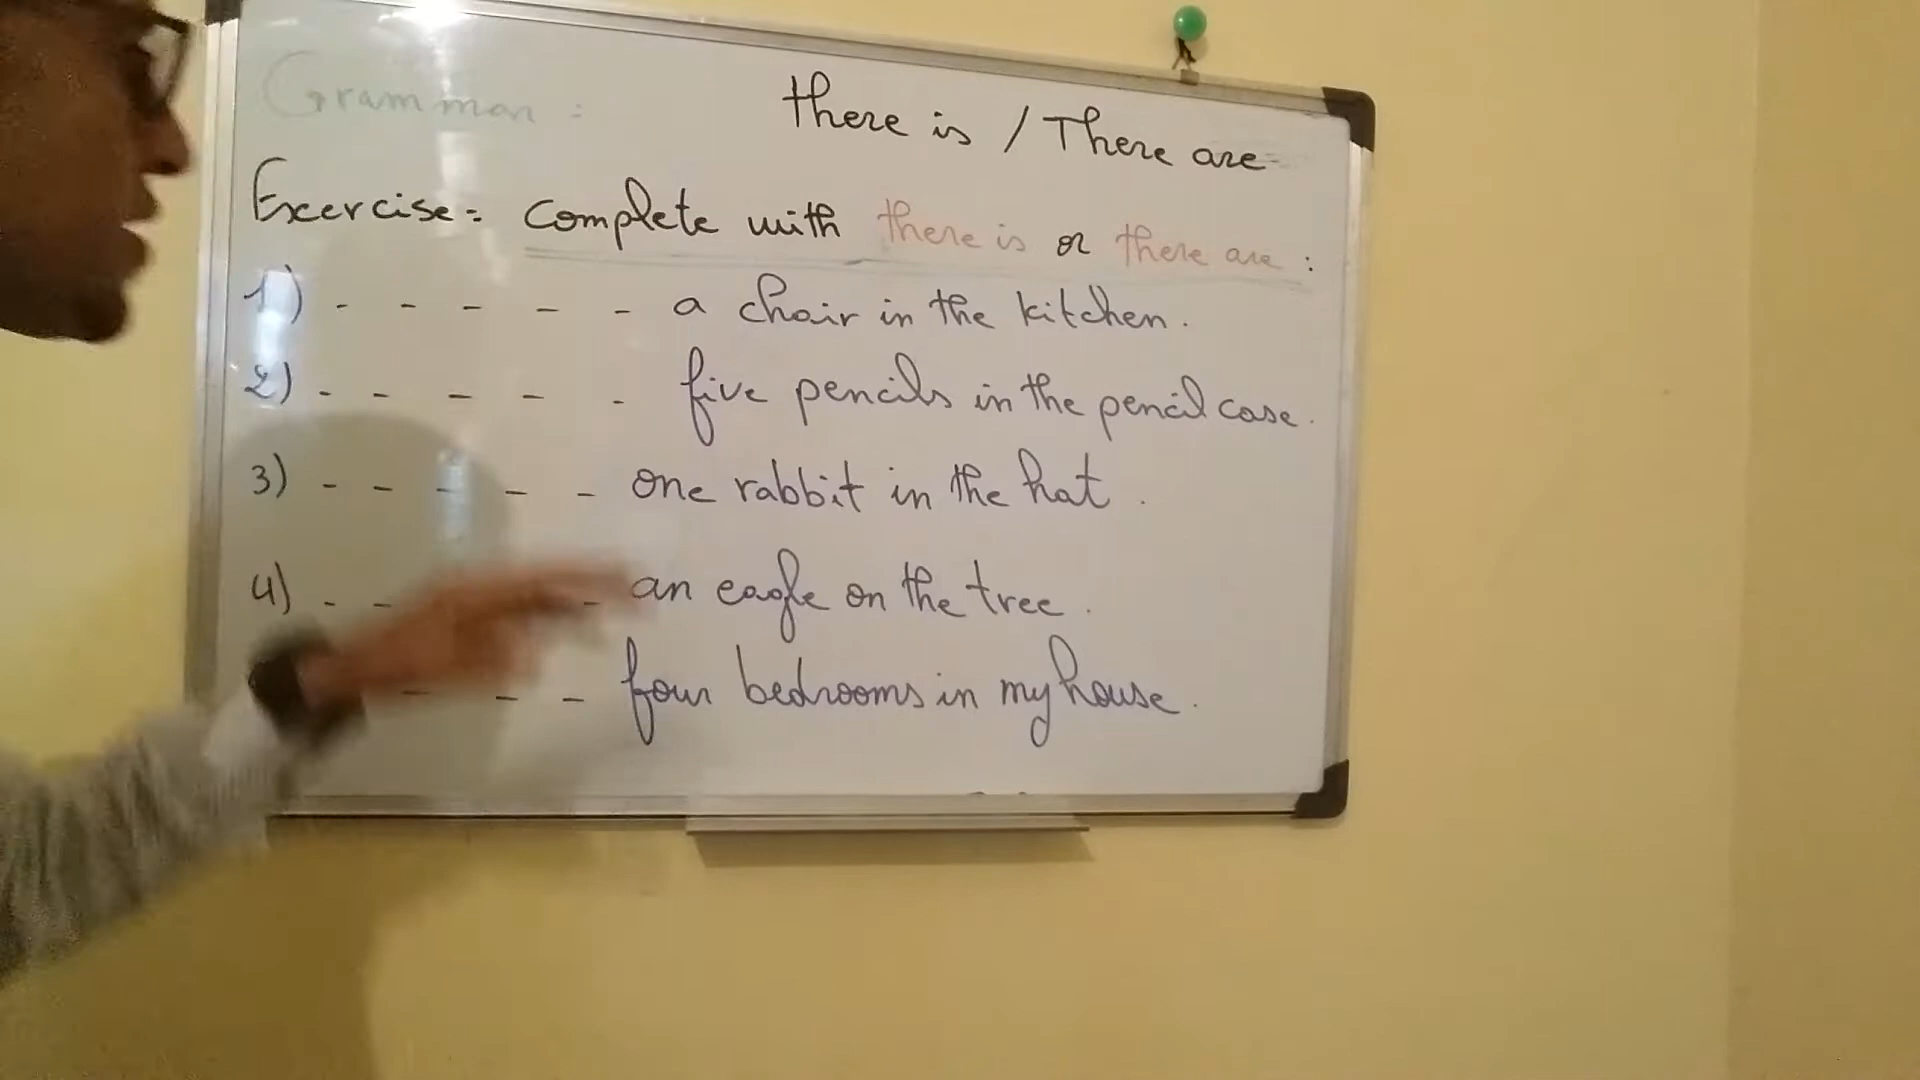 Grammar :
there is / There are
Exercise : Complete with there is or there are :
1) - - - - - a chair in the kitchen.
2) - - - - - five pencils in the pencil case.
3) - - - - - one rabbit in the hat .
4) - - - an eagle on the tree .
- - - four bedrooms in my house .